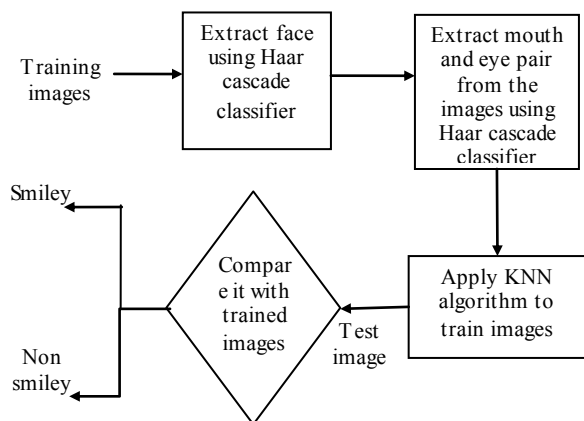 Training
images
Extract face
using Haar
cascade
classifier
Extract mouth
and eye pair
from the
images using
Haar cascade
classifier
Apply KNN
algorithm to
train images
Test
image
Compar
e it with
trained
images
Smiley
Non
smiley